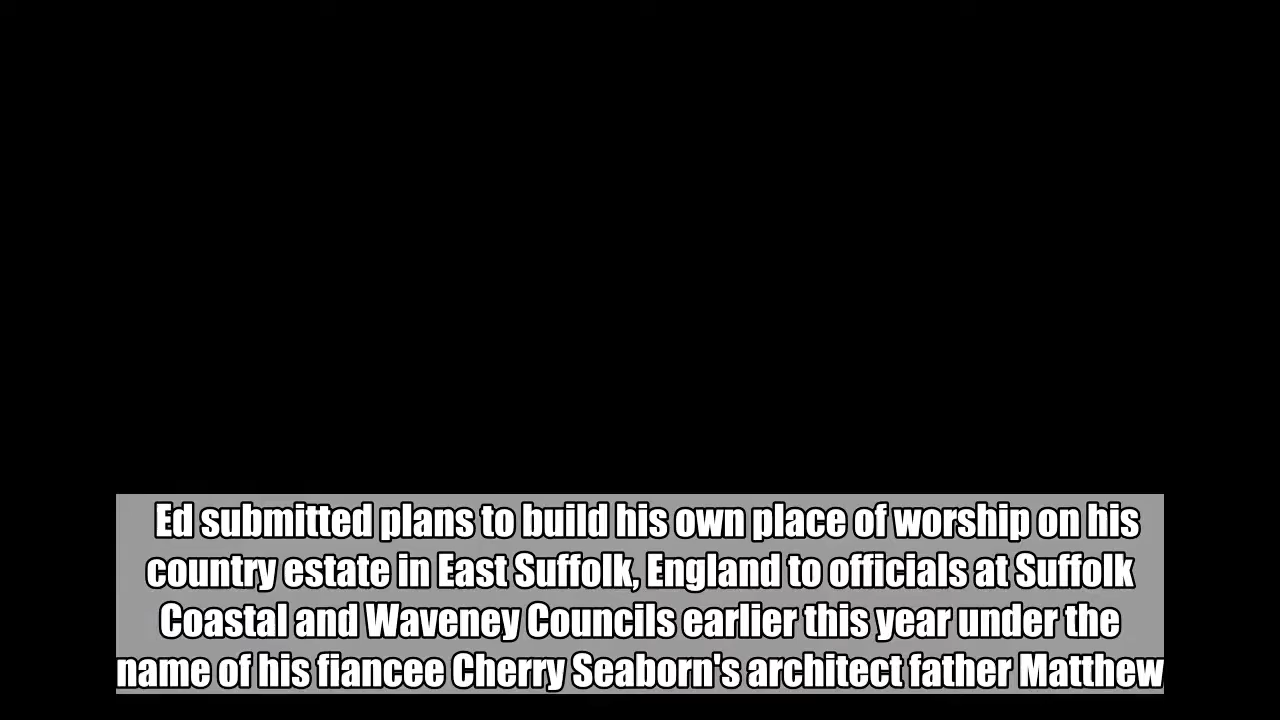 Ed submitted plans to build his own place of worship on his
country estate in East Suffolk, England to officials at Suffolk
Coastal and Waveney Councils earlier this year under the
name of his fiancee Cherry Seaborn's architect father Matthew